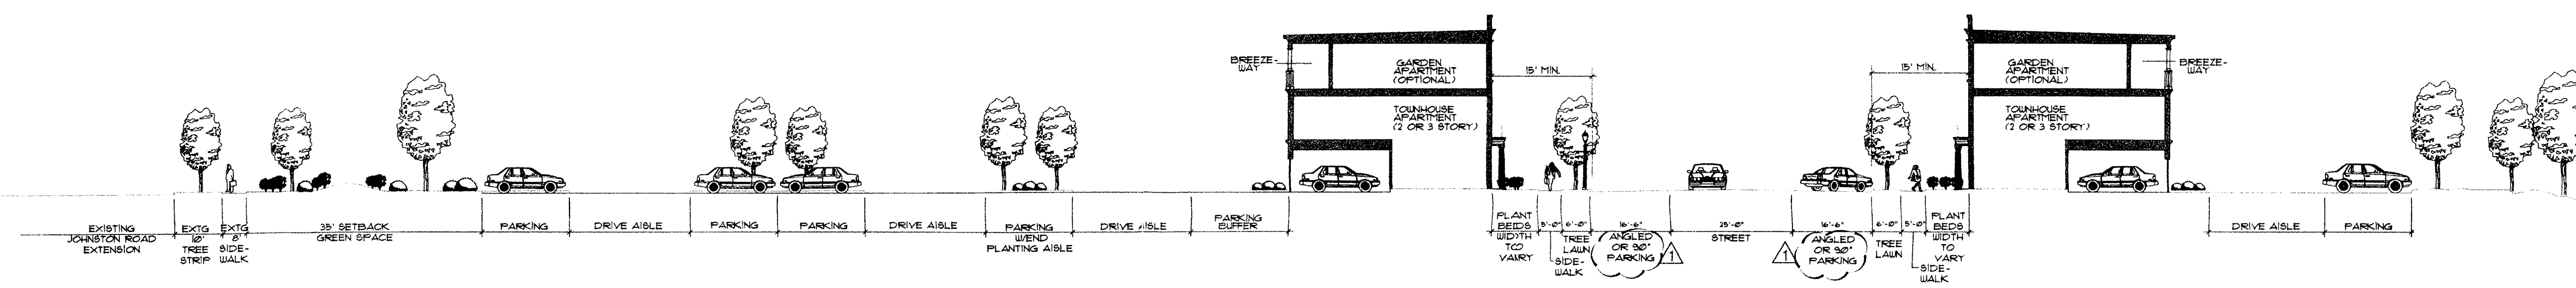 BREEZE-
WAY
GARDEN
APARTMENT
(OPTIONAL)
TOWNHOUSE
APARTMENT
(2 OR 3 STORY)
15' MIN.
15' MIN.
GARDEN
APARTMENT
(OPTIONAL)
TOWNHOUSE
APARTMENT
(2 OR 3 STORY)
BREEZE-
WAY
EXISTING
JOHNSTON ROAD
EXTENSION
EXTG
10'
TREE
STRIP
EXTG
8'
SIDE-
WALK
35' SETBACK
GREEN SPACE
PARKING
DRIVE AISLE
PARKING
PARKING
DRIVE AISLE
PARKING
W/END
PLANTING AISLE
DRIVE AISLE
PARKING
BUFFER
PLANT
BEDS
WIDTH
TO
VARY
5'-0"
SIDE-
WALK
6'-0"
TREE
LAWN
16'-6"
ANGLED
OR 90°
PARKING
1
25'-0"
STREET
1
16'-6"
ANGLED
OR 90°
PARKING
6'-0"
TREE
LAWN
5'-0"
SIDE-
WALK
PLANT
BEDS
WIDTH
TO
VARY
DRIVE AISLE
PARKING